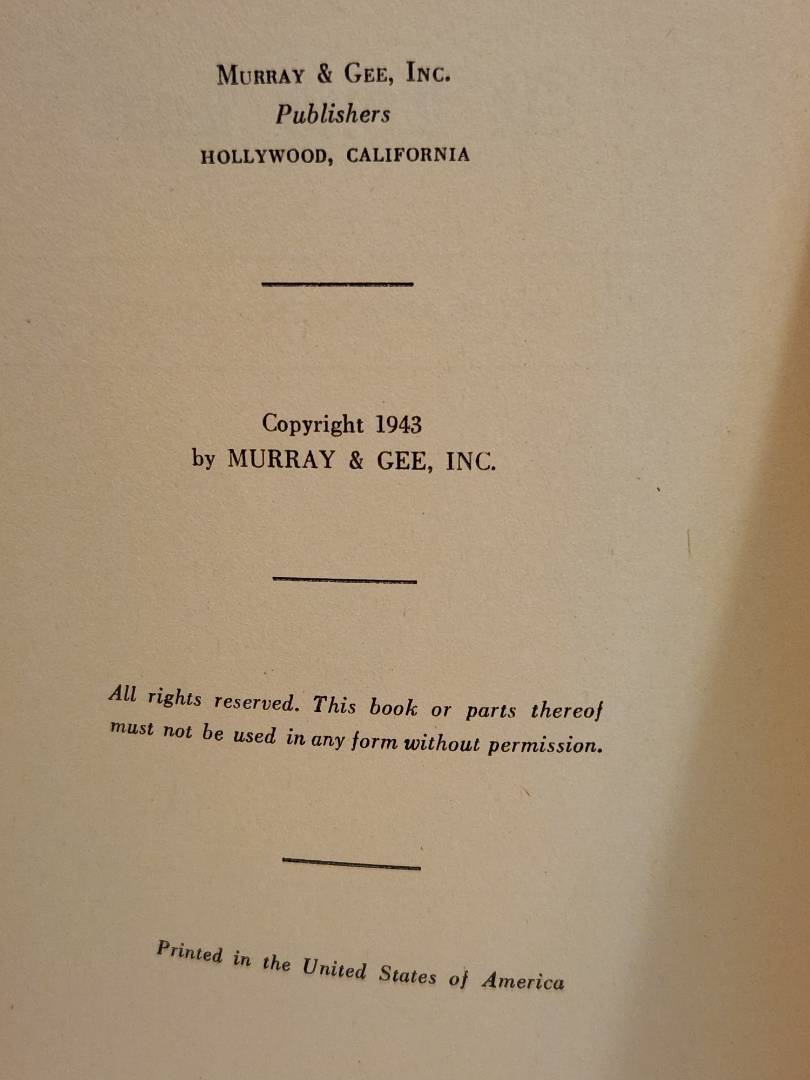 MURRAY & GEE, INC.
Publishers
HOLLYWOOD, CALIFORNIA
Copyright 1943
by MURRAY & GEE, INC.
All rights reserved. This book or parts thereof
must not be used in any form without permission.
Printed in the United States of America